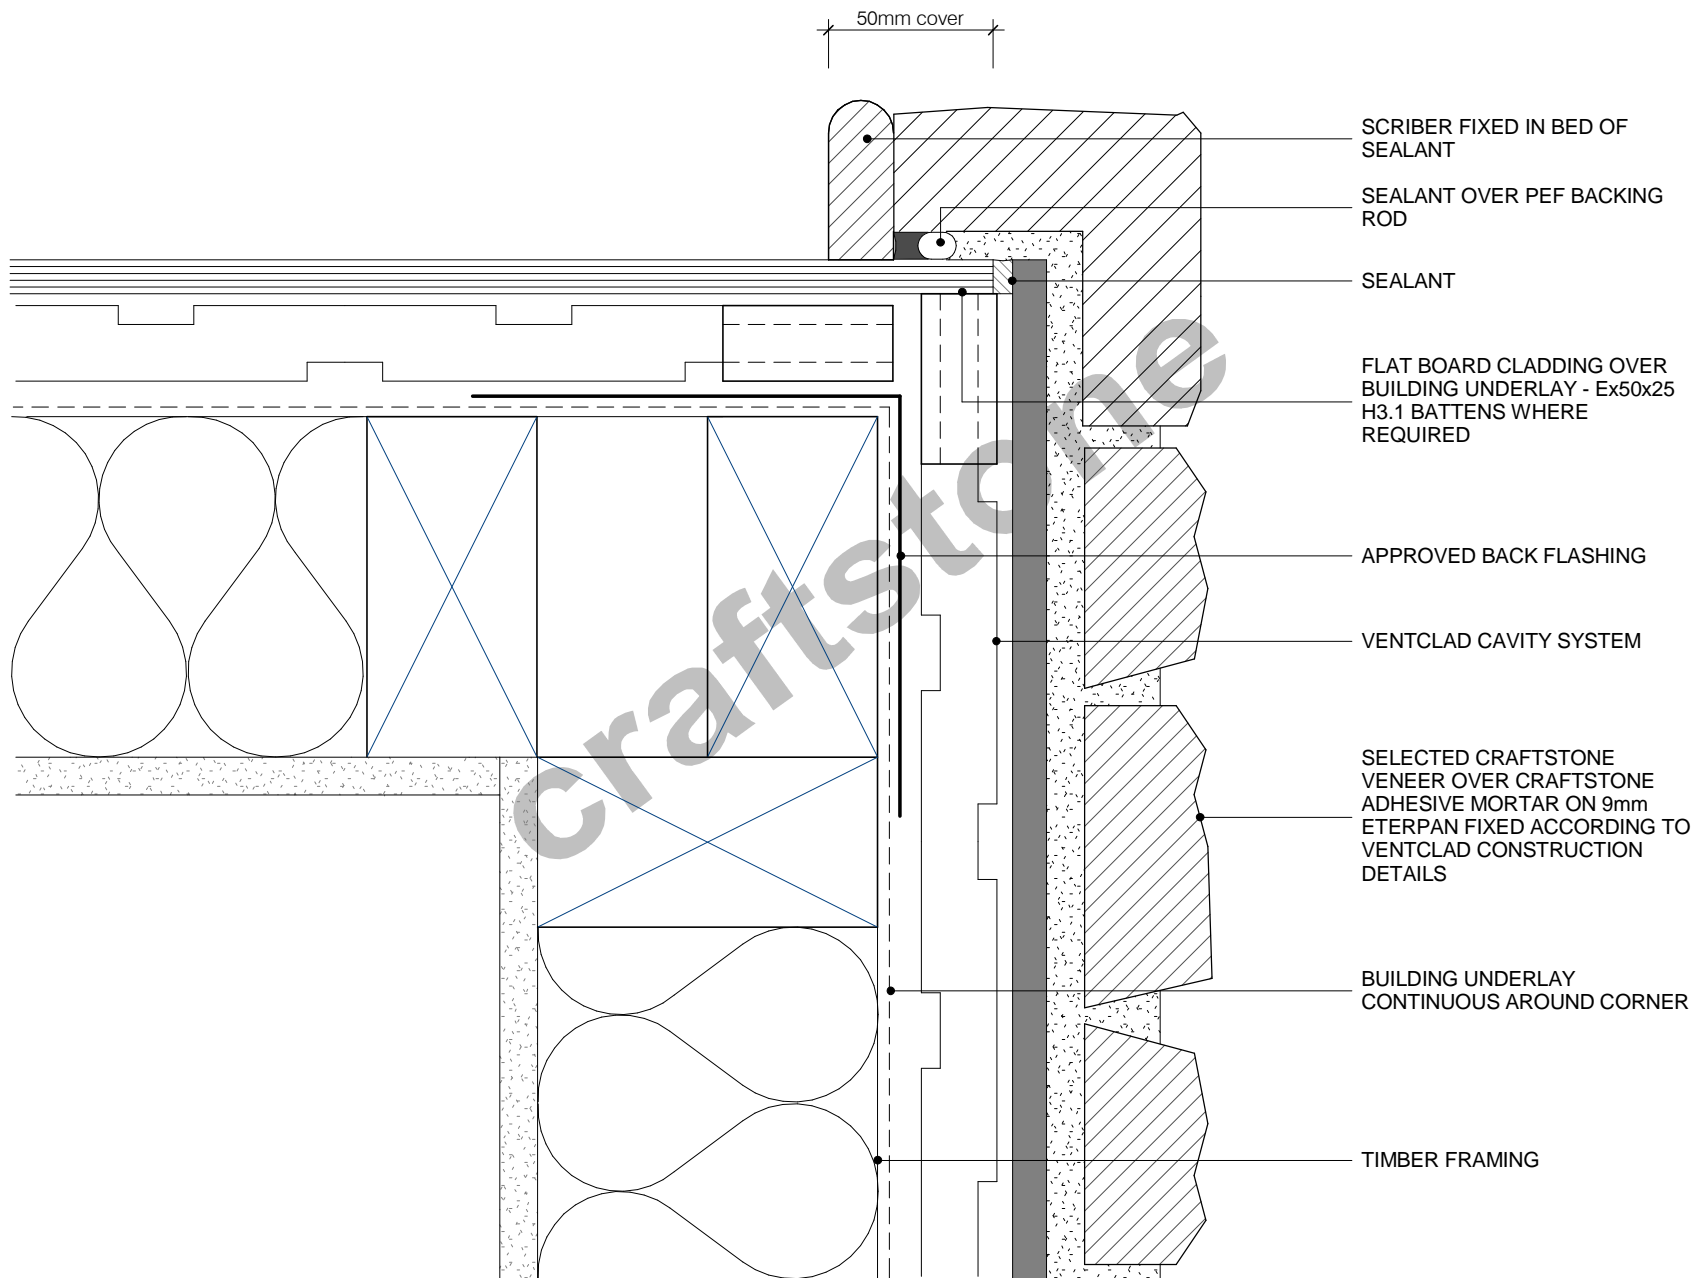 50mm cover
SCRIBER FIXED IN BED OF
SEALANT
SEALANT OVER PEF BACKING
ROD
SEALANT
FLAT BOARD CLADDING OVER
BUILDING UNDERLAY - Ex50x25
H3.1 BATTENS WHERE
REQUIRED
APPROVED BACK FLASHING
VENTCLAD CAVITY SYSTEM
SELECTED CRAFTSTONE
VENEER OVER CRAFTSTONE
ADHESIVE MORTAR ON 9mm
ETERPAN FIXED ACCORDING TO
VENTCLAD CONSTRUCTION
DETAILS
BUILDING UNDERLAY
CONTINUOUS AROUND CORNER
TIMBER FRAMING
craftstone